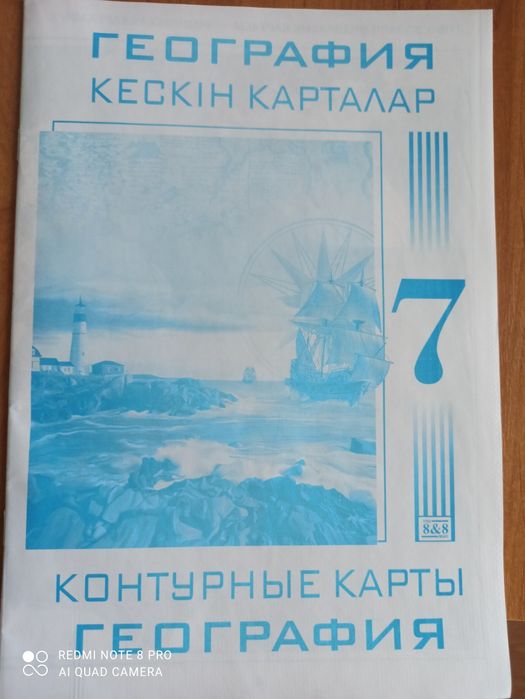 ГЕОГРАФИЯ
КЕСКІН КАРТАЛАР
7
8&8
КОНТУРНЫЕ КАРТЫ
ГЕОГРАФИЯ
REDMI NOTE 8 PRO
AI QUAD CAMERA